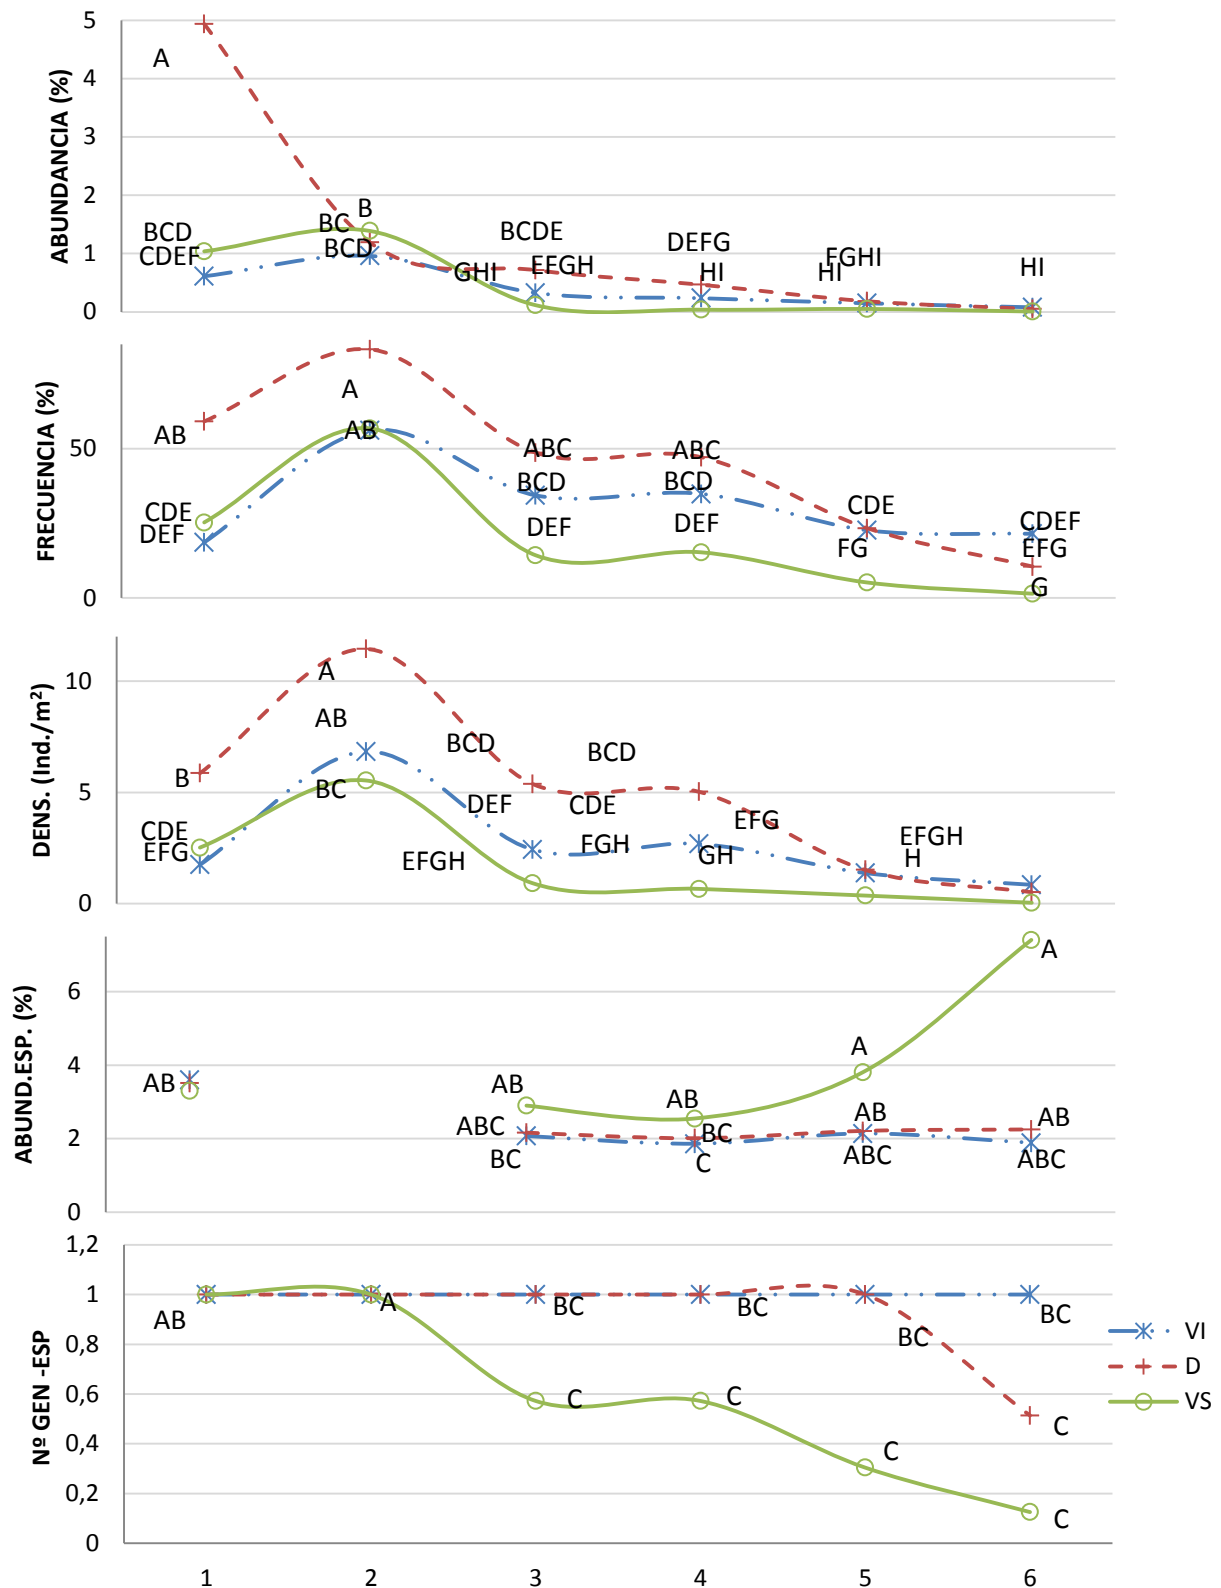 5
4
3
2
1
0
ABUNDANCIA (%)
A
BCD
CDEF
BC
B
BCD
GHI
BCDE
EFGH
DEFG
HI
FGHI
HI
HI
50
0
FRECUENCIA (%)
AB
A
AB
CDE
DEF
ABC
BCD
DEF
ABC
BCD
DEF
CDE
FG
CDEF
EFG
G
10
5
0
DENS. (Ind./m²)
A
AB
B
BC
CDE
EFG
BCD
DEF
EFGH
BCD
CDE
FGH
EFG
GH
EFGH
H
6
4
2
0
ABUND.ESP. (%)
AB
AB
ABC
BC
AB
BC
C
A
AB
ABC
A
AB
ABC
1,2
1
0,8
0,6
0,4
0,2
0
Nº GEN -ESP
AB
A
BC
BC
BC
BC
C
C
C
C
C
VI
D
VS
1 2 3 4 5 6